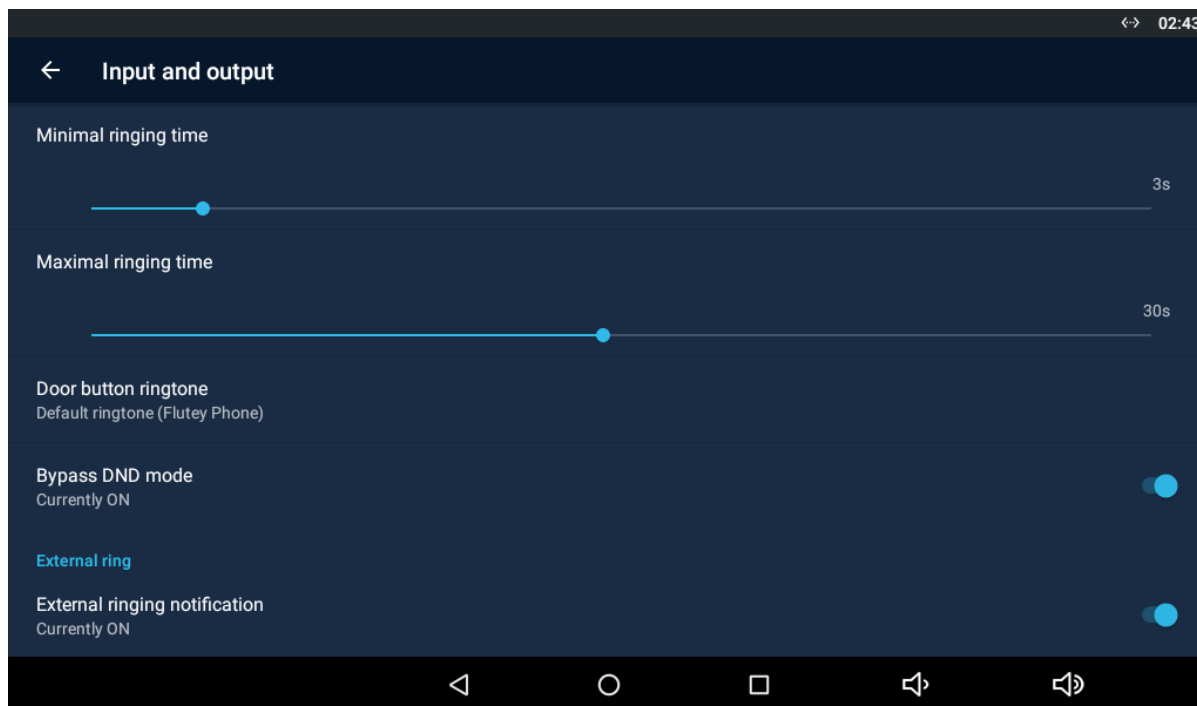 02:43
Input and output
Minimal ringing time
3s
Maximal ringing time
30s
Door button ringtone
Default ringtone (Flutey Phone)
Bypass DND mode
Currently ON
External ring
External ringing notification
Currently ON